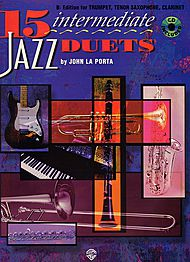 B♭ Edition for TRUMPET, TENOR SAXOPHONE, CLARINET
15 intermediate
JAZZ DUETS
by JOHN LA PORTA
CD